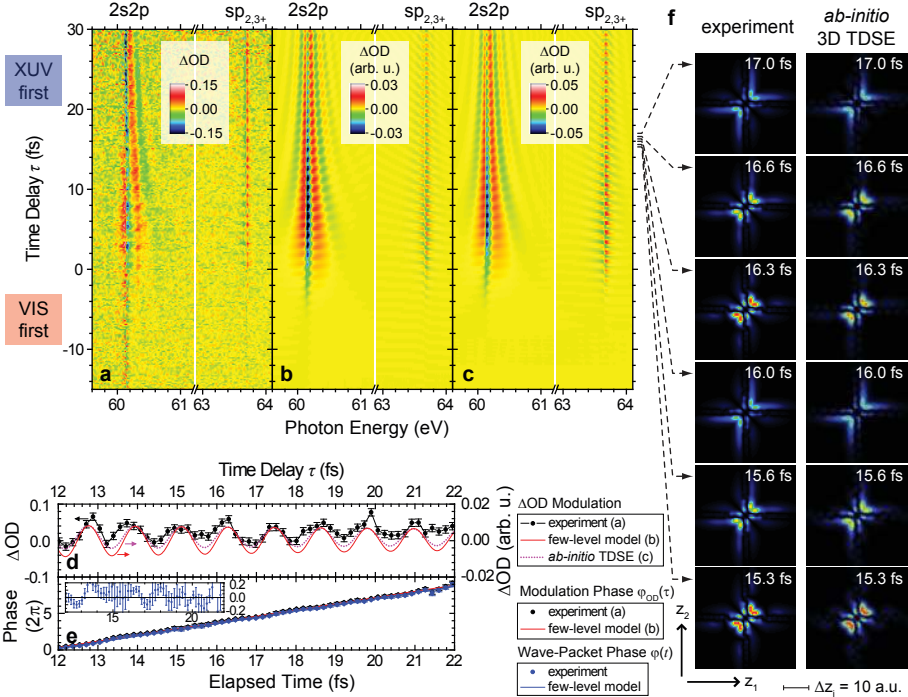 2s2p
sp2,3+
2s2p
sp2,3+
2s2p
sp2,3+
f
experiment
ab-initio
3D TDSE
XUV
first
VIS
first
Time Delay τ (fs)
30
20
10
0
-10
ΔOD
0.15
0.00
-0.15
ΔOD
(arb. u.)
0.03
0.00
-0.03
ΔOD
(arb. u.)
0.05
0.00
-0.05
a
b
c
60
61
63
64
60
61
63
64
60
61
63
64
Photon Energy (eV)
17.0 fs
17.0 fs
16.6 fs
16.6 fs
16.3 fs
16.3 fs
16.0 fs
16.0 fs
15.6 fs
15.6 fs
15.3 fs
15.3 fs
z2
z1
Δzi = 10 a.u.
Time Delay τ (fs)
12 13 14 15 16 17 18 19 20 21 22
ΔOD
0.1
0.0
-0.1
d
0.02
0.00
-0.02
ΔOD (arb. u.)
Phase
(2π)
5
0
e
0.2
0.0
-0.2
15
20
12 13 14 15 16 17 18 19 20 21 22
Elapsed Time (fs)
ΔOD Modulation
experiment (a)
few-level model (b)
ab-initio TDSE (c)
Modulation Phase φOD(τ)
experiment (a)
few-level model (b)
Wave-Packet Phase φ(t)
experiment
few-level model